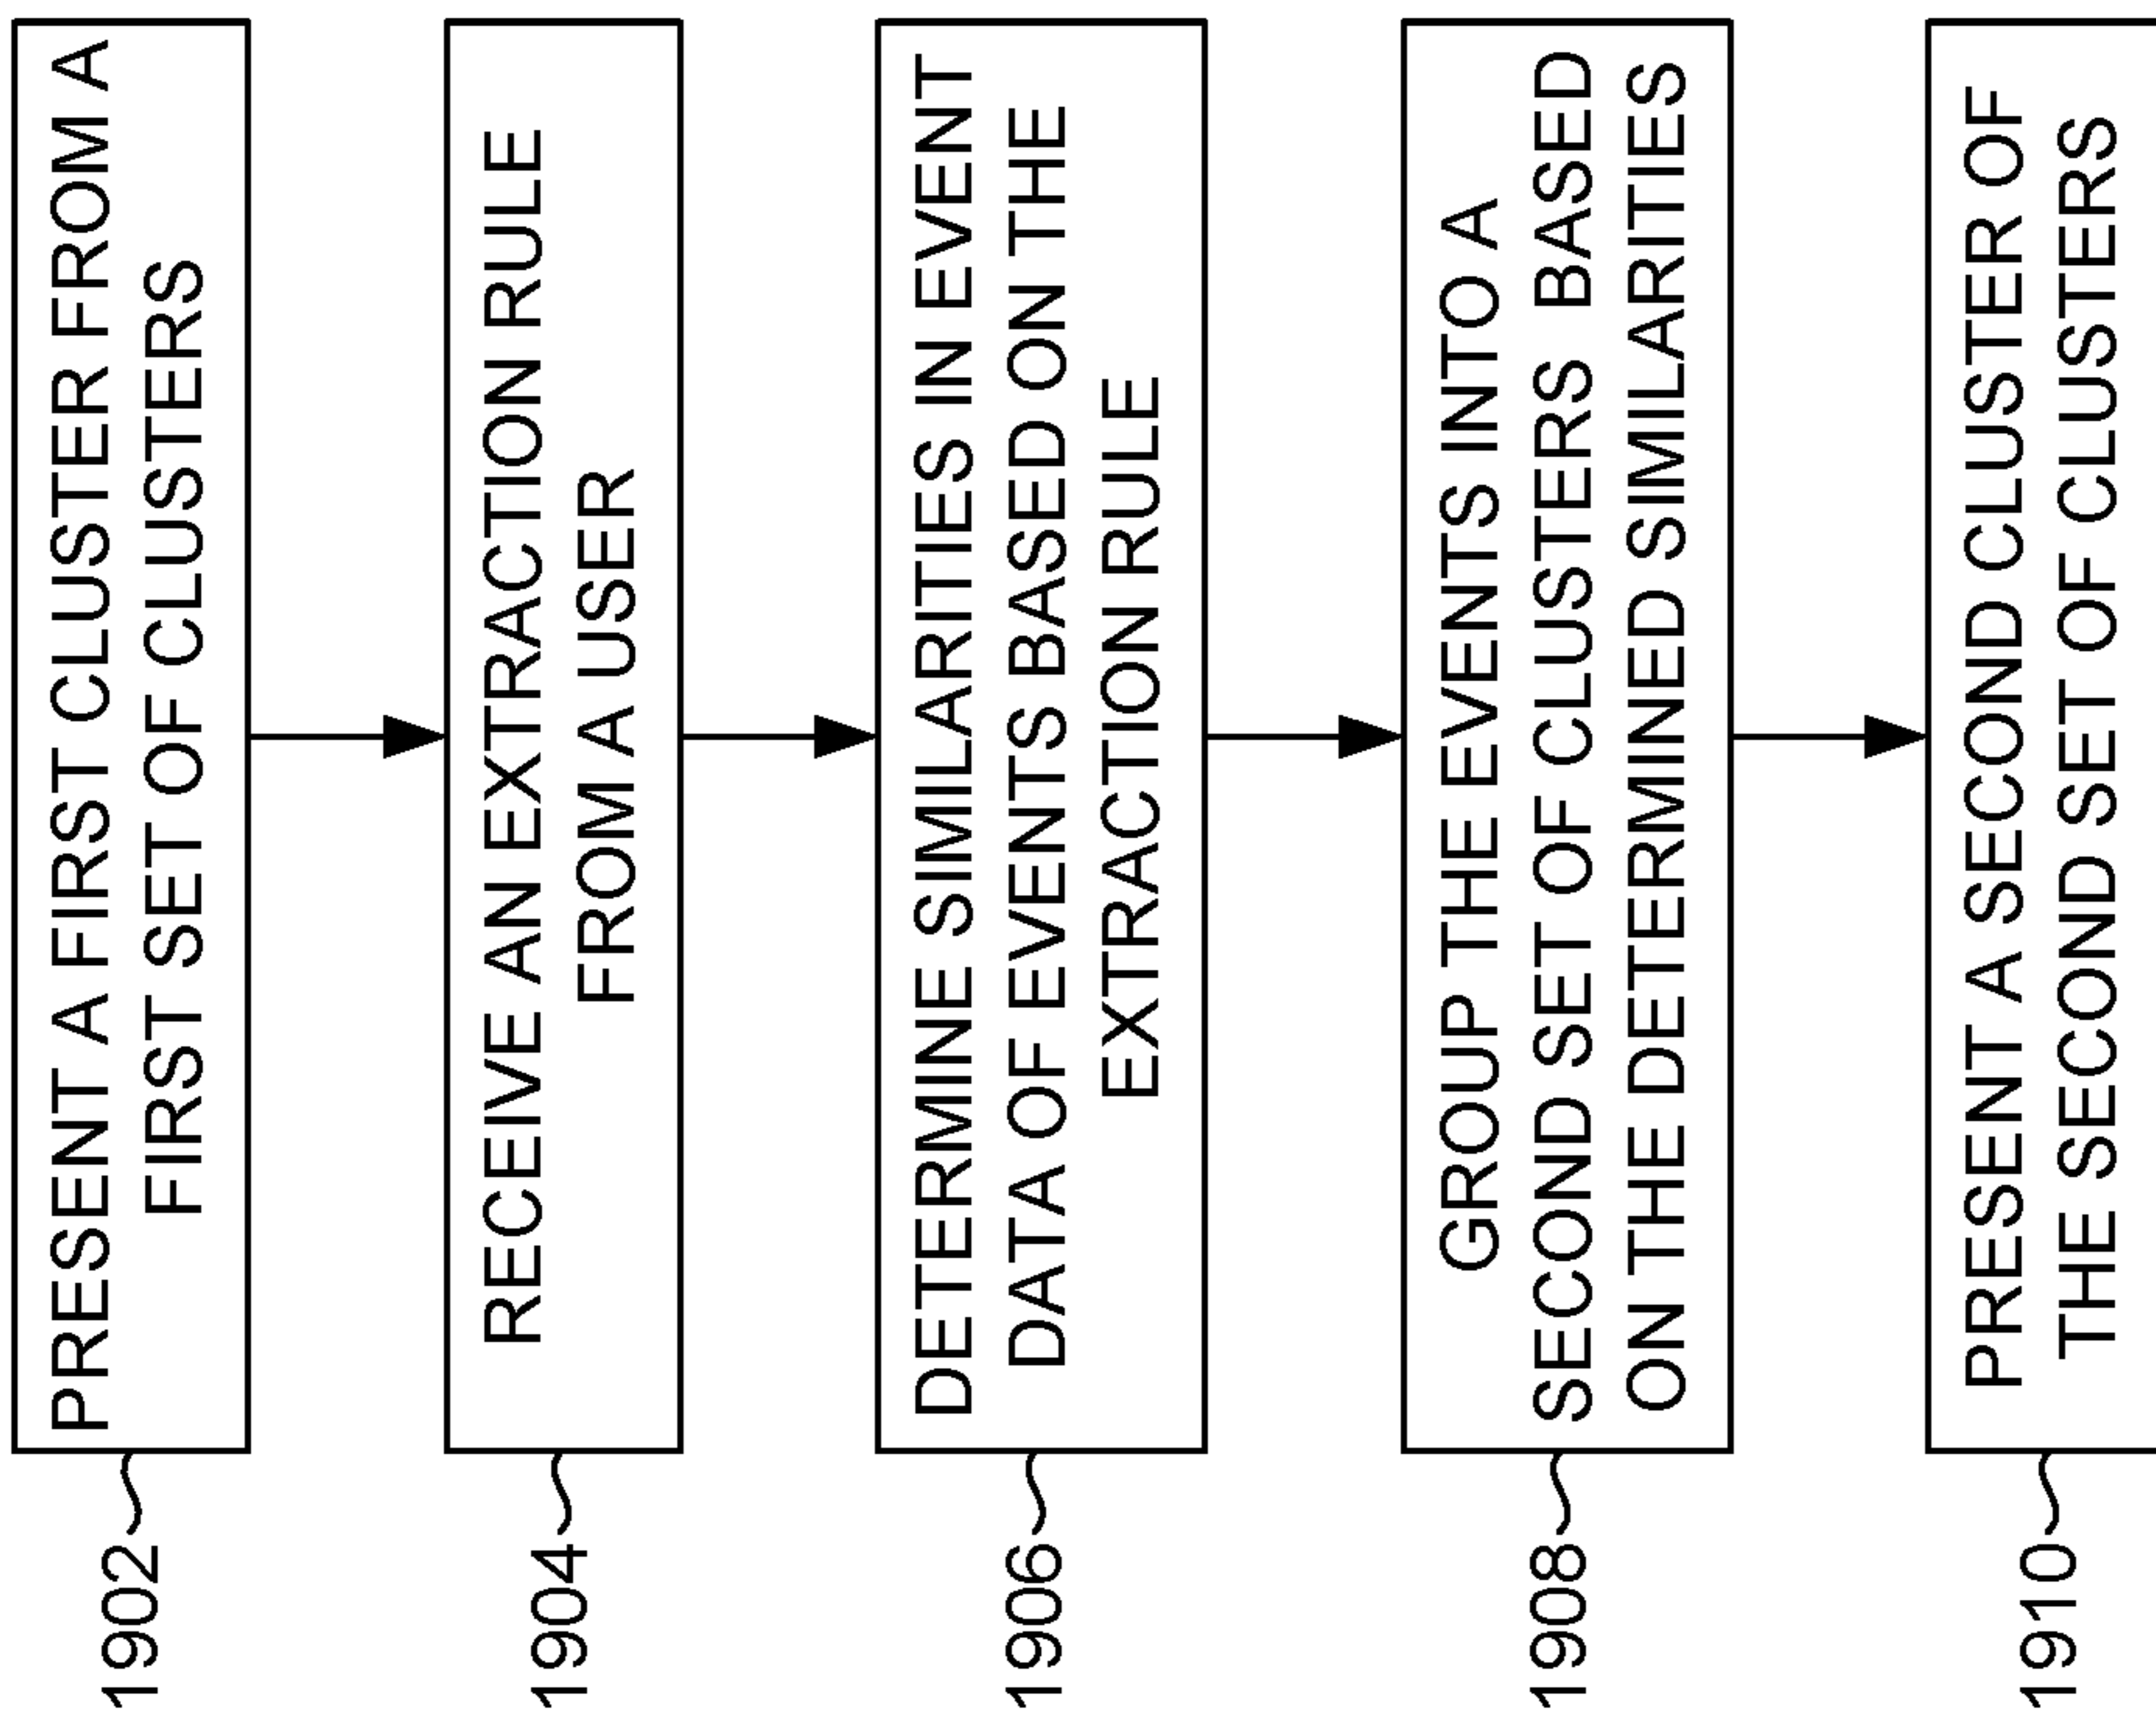 1902
PRESENT A FIRST CLUSTER FROM A
FIRST SET OF CLUSTERS
1904
RECEIVE AN EXTRACTION RULE
FROM A USER
1906
DETERMINE SIMILARITIES IN EVENT
DATA OF EVENTS BASED ON THE
EXTRACTION RULE
1908
GROUP THE EVENTS INTO A
SECOND SET OF CLUSTERS BASED
ON THE DETERMINED SIMILARITIES
1910
PRESENT A SECOND CLUSTER OF
THE SECOND SET OF CLUSTERS